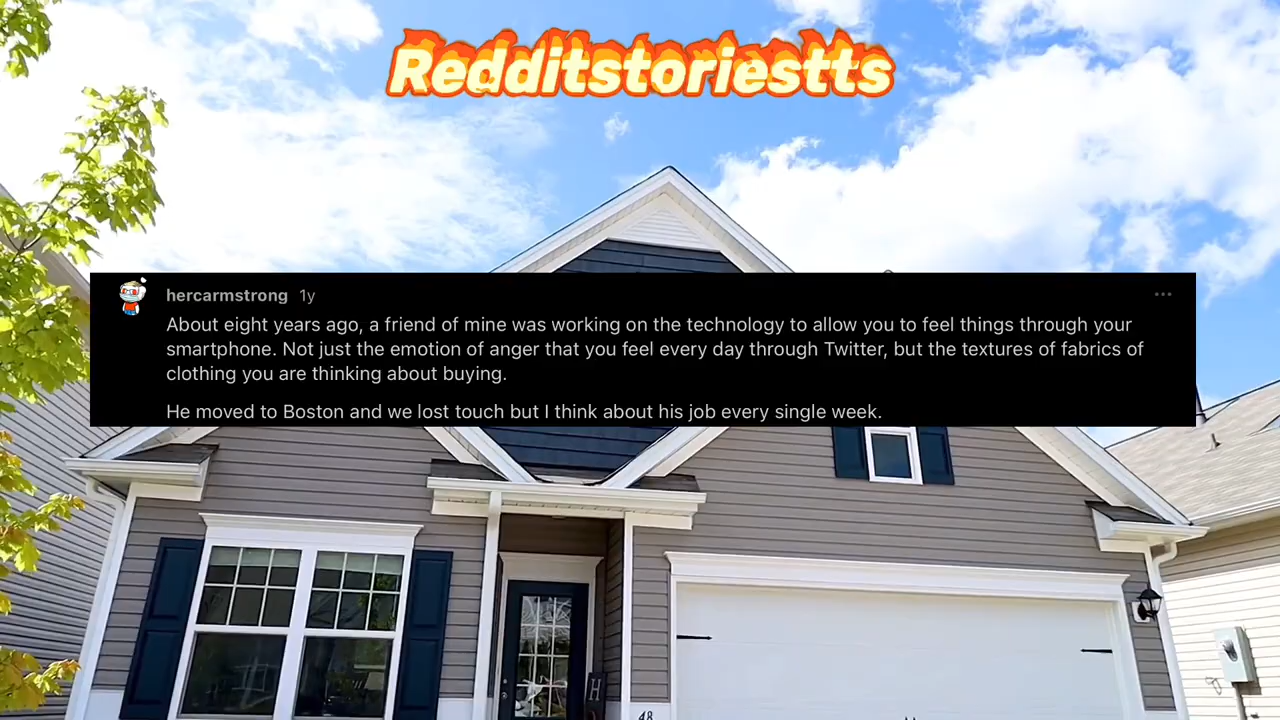 Redditstoriestts
hercarmstrong 1y
About eight years ago, a friend of mine was working on the technology to allow you to feel things through your
smartphone. Not just the emotion of anger that you feel every day through Twitter, but the textures of fabrics of
clothing you are thinking about buying.
He moved to Boston and we lost touch but I think about his job every single week.
H
48